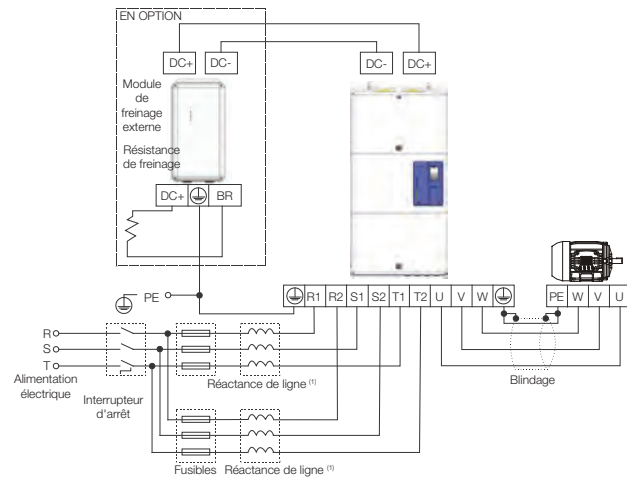 EN OPTION
DC+ DC-
DC- DC+
Module
de
freinage
externe
Résistance
de freinage
DC+ BR
PE
R1 R2 S1 S2 T1 T2 U V W
PE W V U
R
S
T
Alimentation
électrique
Interrupteur
d'arrêt
Réactance de ligne (1)
Blindage
Fusibles Réactance de ligne (1)